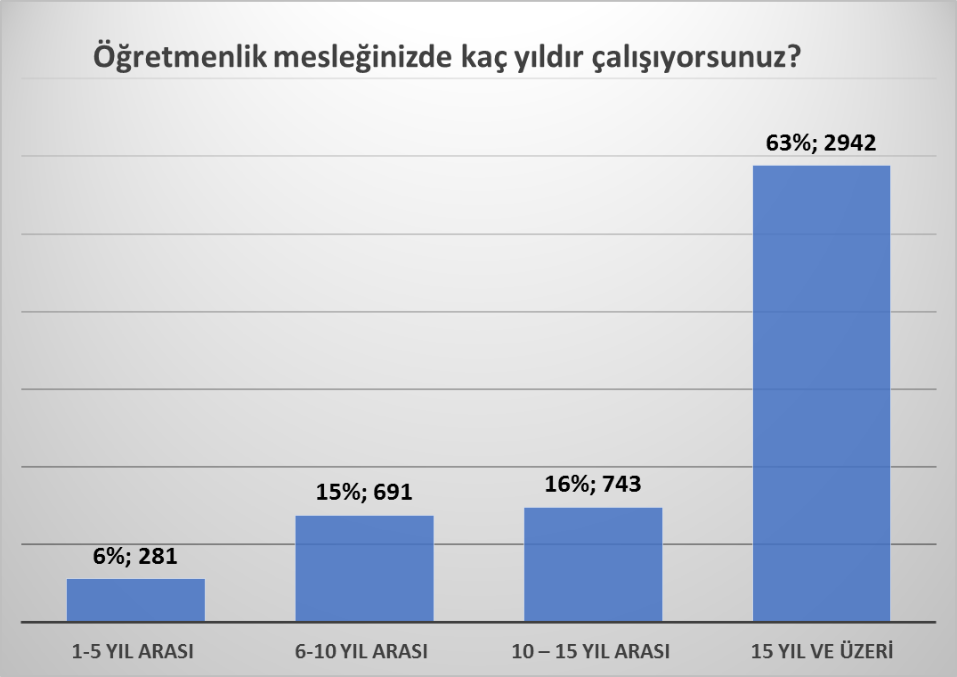 Öğretmenlik mesleğinizde kaç yıldır çalışıyorsunuz?
63%; 2942
16%; 743
15%; 691
6%; 281
1-5 YIL ARASI
6-10 YIL ARASI
10 – 15 YIL ARASI
15 YIL VE ÜZERİ